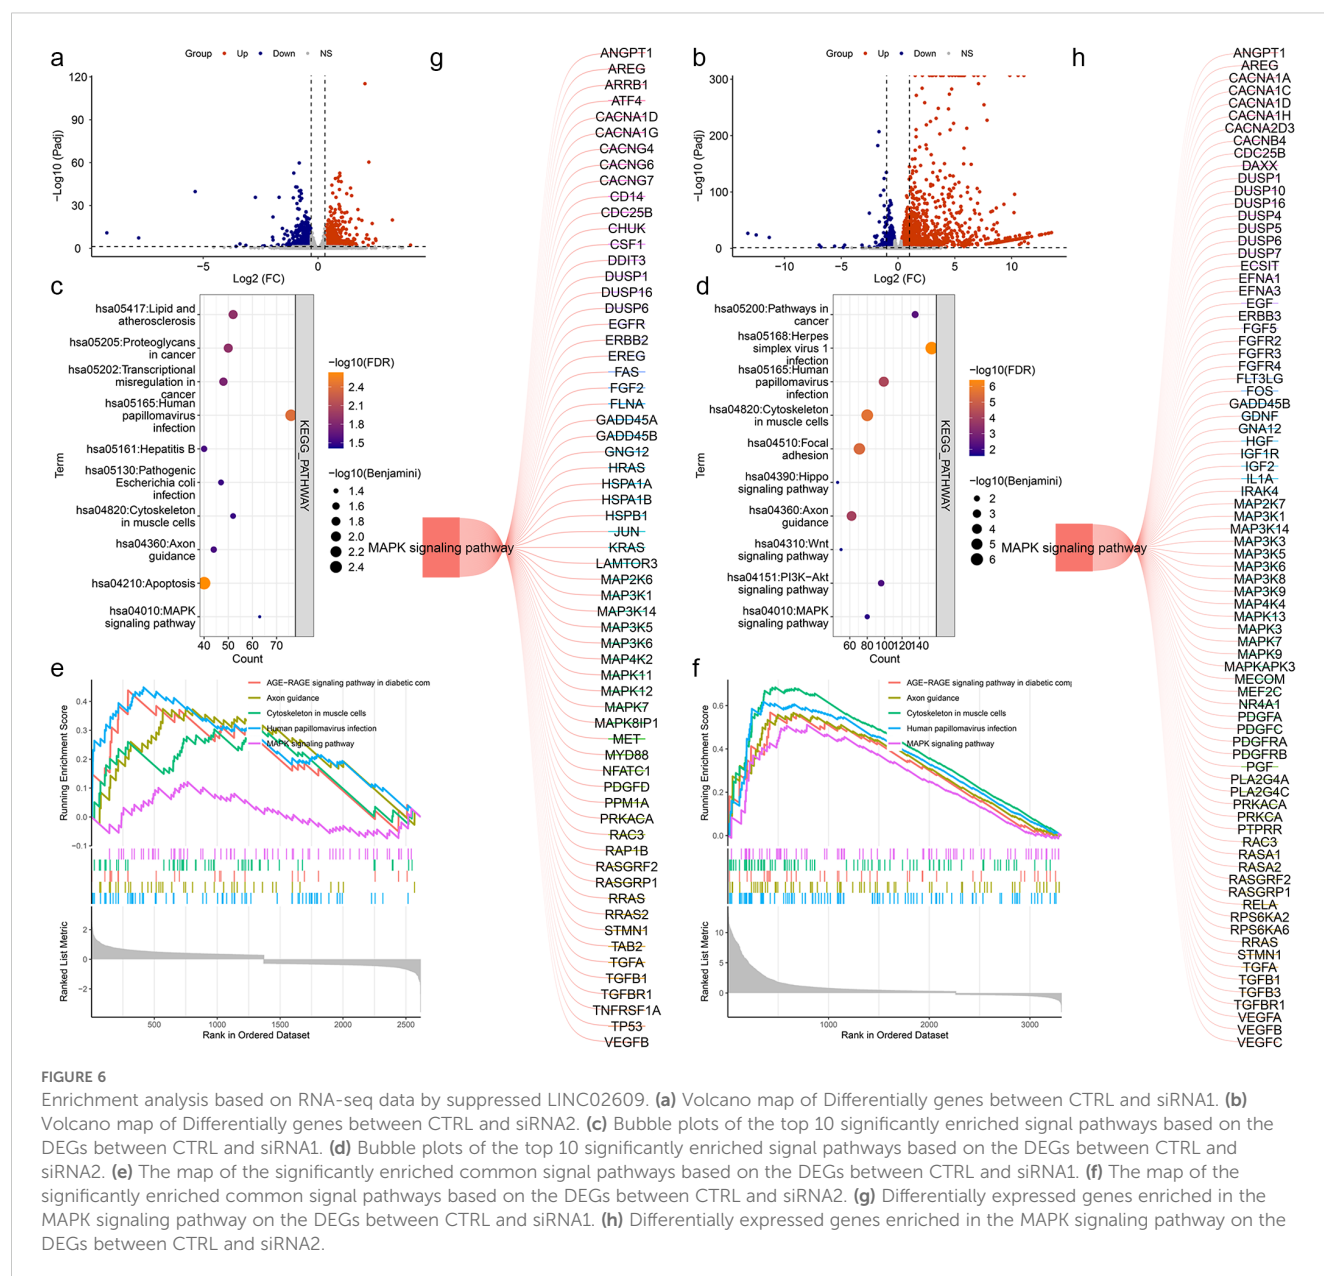 a
Group
Up
Down
NS
120
90
60
30
0
−Log10 (Padj)
−5
0
Log2 (FC)
g
ANGPT1
AREG
ARRB1
ATF4
CACNA1D
CACNA1G
CACNG4
CACNG6
CACNG7
CD14
CDC25B
CHUK
CSF1
DDIT3
DUSP1
DUSP16
DUSP6
EGFR
ERBB2
EREG
FAS
FGF2
FLNA
GADD45A
GADD45B
GNG12
HRAS
HSPA1A
HSPA1B
HSPB1
JUN
KRAS
LAMTOR3
MAP2K6
MAP3K1
MAP3K14
MAP3K5
MAP3K6
MAP4K2
MAPK11
MAPK12
MAPK7
MAPK8IP1
MET
MYD88
NFATC1
PDGFD
PPM1A
PRKACA
RAC3
RAP1B
RASGRF2
RASGRP1
RRAS
RRAS2
STMN1
TAB2
TGFA
TGFB1
TGFBR1
TNFRSF1A
TP53
VEGFB
MAPK signaling pathway
b
Group
Up
Down
NS
300
200
100
0
−Log10 (Padj)
−10
−5
0
5
10
Log2 (FC)
h
ANGPT1
AREG
CACNA1A
CACNA1C
CACNA1D
CACNA1H
CACNA2D3
CACNB4
CDC25B
DAXX
DUSP1
DUSP10
DUSP16
DUSP4
DUSP5
DUSP6
DUSP7
ECSIT
EFNA1
EFNA3
EGF
ERBB3
FGF5
FGFR2
FGFR3
FGFR4
FLT3LG
FOS
GADD45B
GDNF
GNA12
HGF
IGF1R
IGF2
IL1A
IRAK4
MAP2K7
MAP3K1
MAP3K14
MAP3K3
MAP3K5
MAP3K6
MAP3K8
MAP3K9
MAP4K4
MAPK13
MAPK3
MAPK7
MAPK9
MAPKAPK3
MECOM
MEF2C
NR4A1
PDGFA
PDGFC
PDGFRA
PDGFRB
PGF
PLA2G4A
PLA2G4C
PRKACA
PRKCA
PTPRR
RAC3
RASA1
RASA2
RASGRF2
RASGRP1
RELA
RPS6KA2
RPS6KA6
RRAS
STMN1
TGFA
TGFB1
TGFB3
TGFBR1
VEGFA
VEGFB
VEGFC
MAPK signaling pathway
c
Term
hsa05417:Lipid and
atherosclerosis
hsa05205:Proteoglycans
in cancer
hsa05202:Transcriptional
misregulation in
cancer
hsa05165:Human
papillomavirus
infection
hsa05161:Hepatitis B
hsa05130:Pathogenic
Escherichia coli
infection
hsa04820:Cytoskeleton
in muscle cells
hsa04360:Axon
guidance
hsa04210:Apoptosis
hsa04010:MAPK
signaling pathway
40
50
60
70
Count
KEGG_PATHWAY
−log10(FDR)
2.4
2.1
1.8
1.5
−log10(Benjamini)
1.4
1.6
1.8
2.0
2.2
2.4
d
Term
hsa05200:Pathways in
cancer
hsa05168:Herpes
simplex virus 1
infection
hsa05165:Human
papillomavirus
infection
hsa04820:Cytoskeleton
in muscle cells
hsa04510:Focal
adhesion
hsa04390:Hippo
signaling pathway
hsa04360:Axon
guidance
hsa04310:Wnt
signaling pathway
hsa04151:PI3K−Akt
signaling pathway
hsa04010:MAPK
signaling pathway
60
80
100
120
140
Count
KEGG_PATHWAY
−log10(FDR)
6
5
4
3
2
−log10(Benjamini)
2
3
4
5
6
e
Running Enrichment Score
0.4
0.3
0.2
0.1
0.0
−0.1
AGE−RAGE signaling pathway in diabetic com
Axon guidance
Cytoskeleton in muscle cells
Human papillomavirus infection
MAPK signaling pathway
Ranked List Metric
2
0
−2
500
1000
1500
2000
2500
Rank in Ordered Dataset
f
Running Enrichment Score
0.6
0.4
0.2
0.0
AGE−RAGE signaling pathway in diabetic com
Axon guidance
Cytoskeleton in muscle cells
Human papillomavirus infection
MAPK signaling pathway
Ranked List Metric
10
5
0
1000
2000
3000
Rank in Ordered Dataset
FIGURE 6
Enrichment analysis based on RNA-seq data by suppressed LINC02609. (a) Volcano map of Differentially genes between CTRL and siRNA1. (b)
Volcano map of Differentially genes between CTRL and siRNA2. (c) Bubble plots of the top 10 significantly enriched signal pathways based on the
DEGs between CTRL and siRNA1. (d) Bubble plots of the top 10 significantly enriched signal pathways based on the DEGs between CTRL and
siRNA2. (e) The map of the significantly enriched common signal pathways based on the DEGs between CTRL and siRNA1. (f) The map of the
significantly enriched common signal pathways based on the DEGs between CTRL and siRNA2. (g) Differentially expressed genes enriched in the
MAPK signaling pathway on the DEGs between CTRL and siRNA1. (h) Differentially expressed genes enriched in the MAPK signaling pathway on the
DEGs between CTRL and siRNA2.